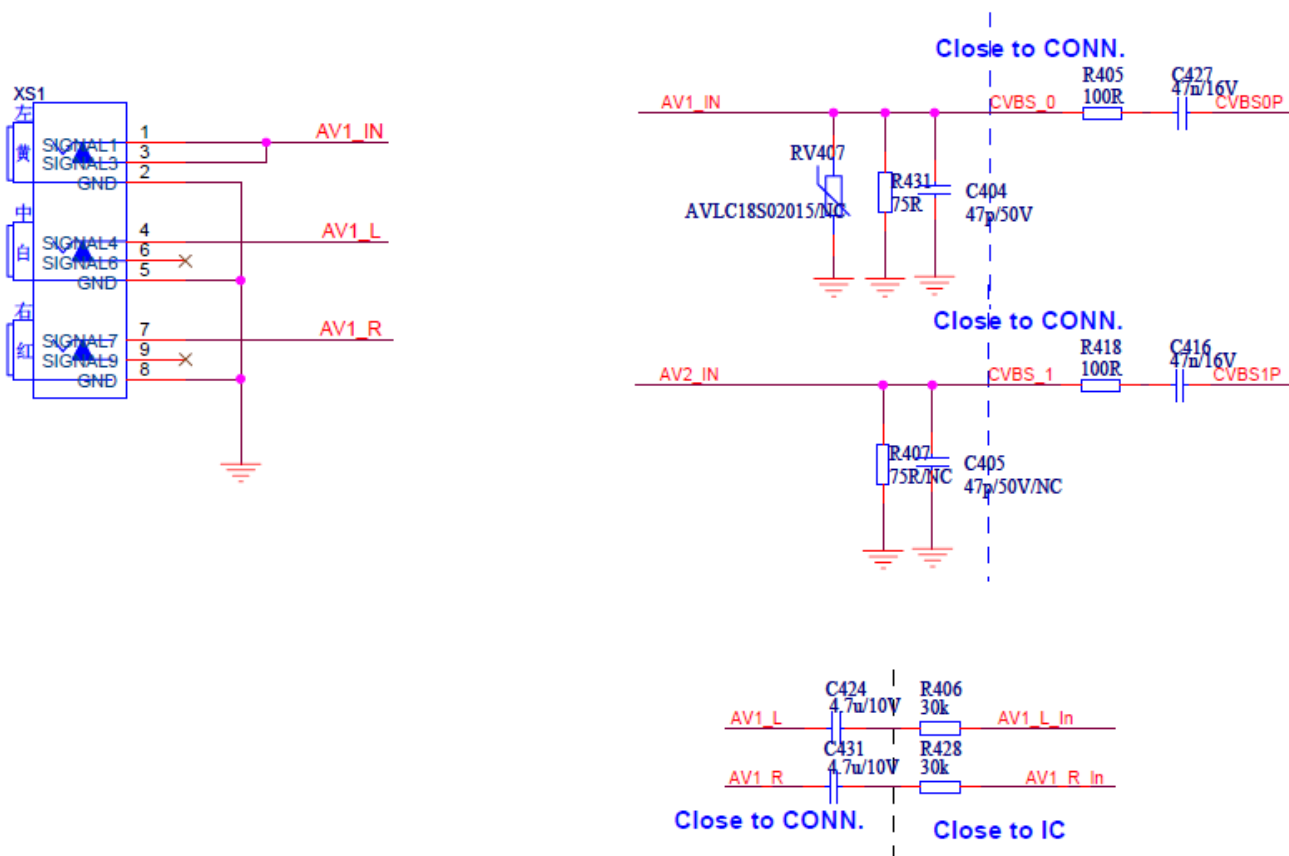 XS1
左
黄
SIGNAL1
SIGNAL3
GND
1
3
2
AV1_IN
中
白
SIGNAL4
SIGNAL6
GND
4
6
5
AV1_L
右
红
SIGNAL7
SIGNAL9
GND
7
9
8
AV1_R
Close to CONN.
AV1_IN
CVBS_0
R405
100R
C427
47n/16V
CVBS0P
RV407
AVLC18S02015/NC
R431
75R
C404
47p/50V
Close to CONN.
AV2_IN
CVBS_1
R418
100R
C416
47n/16V
CVBS1P
R407
75R/NC
C405
47p/50V/NC
C424
4.7u/10V
R406
30k
AV1_L
AV1_L_In
C431
4.7u/10V
R428
30k
AV1_R
AV1_R_In
Close to CONN.
Close to IC